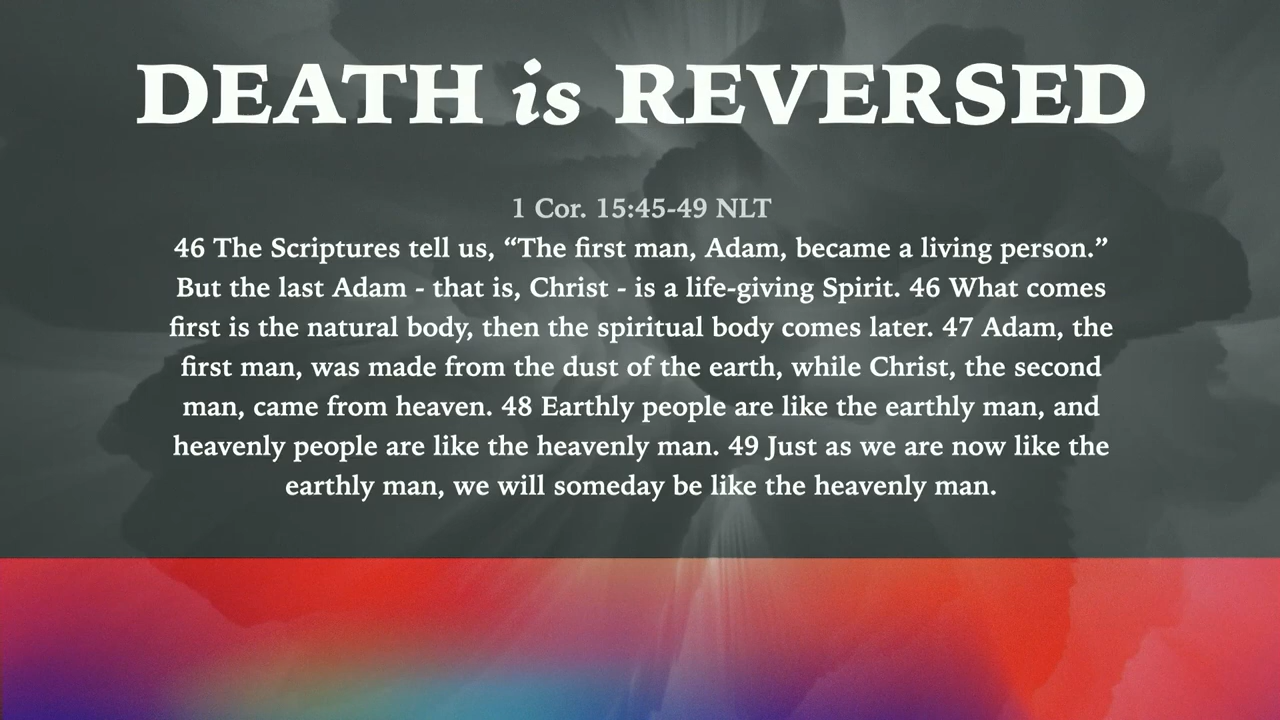 DEATH is REVERSED
1 Cor. 15:45-49 NLT
46 The Scriptures tell us, “The first man, Adam, became a living person.”
But the last Adam - that is, Christ - is a life-giving Spirit. 46 What comes
first is the natural body, then the spiritual body comes later. 47 Adam, the
first man, was made from the dust of the earth, while Christ, the second
man, came from heaven. 48 Earthly people are like the earthly man, and
heavenly people are like the heavenly man. 49 Just as we are now like the
earthly man, we will someday be like the heavenly man.